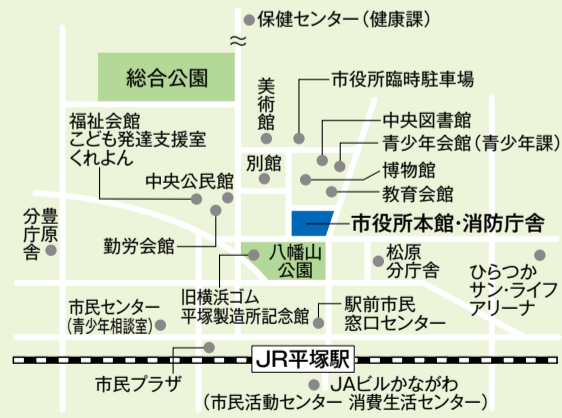 保健センター(健康課)
総合公園
美術館
市役所臨時駐車場
福祉会館
こども発達支援室
くれよん
中央図書館
青少年会館(青少年課)
別館
博物館
中央公民館
教育会館
豊原
分庁舎
市役所本館・消防庁舎
勤労会館
八幡山
公園
松原
分庁舎
ひらつか
サン・ライフ
アリーナ
旧横浜ゴム
平塚製造所記念館
市民センター
(青少年相談室)
駅前市民
窓口センター
JR平塚駅
市民プラザ
JAビルかながわ
(市民活動センター 消費生活センター)